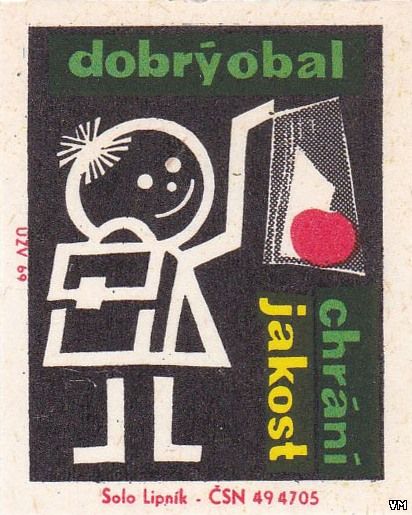 dobrý obal
chrání
jakost
UZV 69
Solo Lipník - ČSN 49 4705
VM